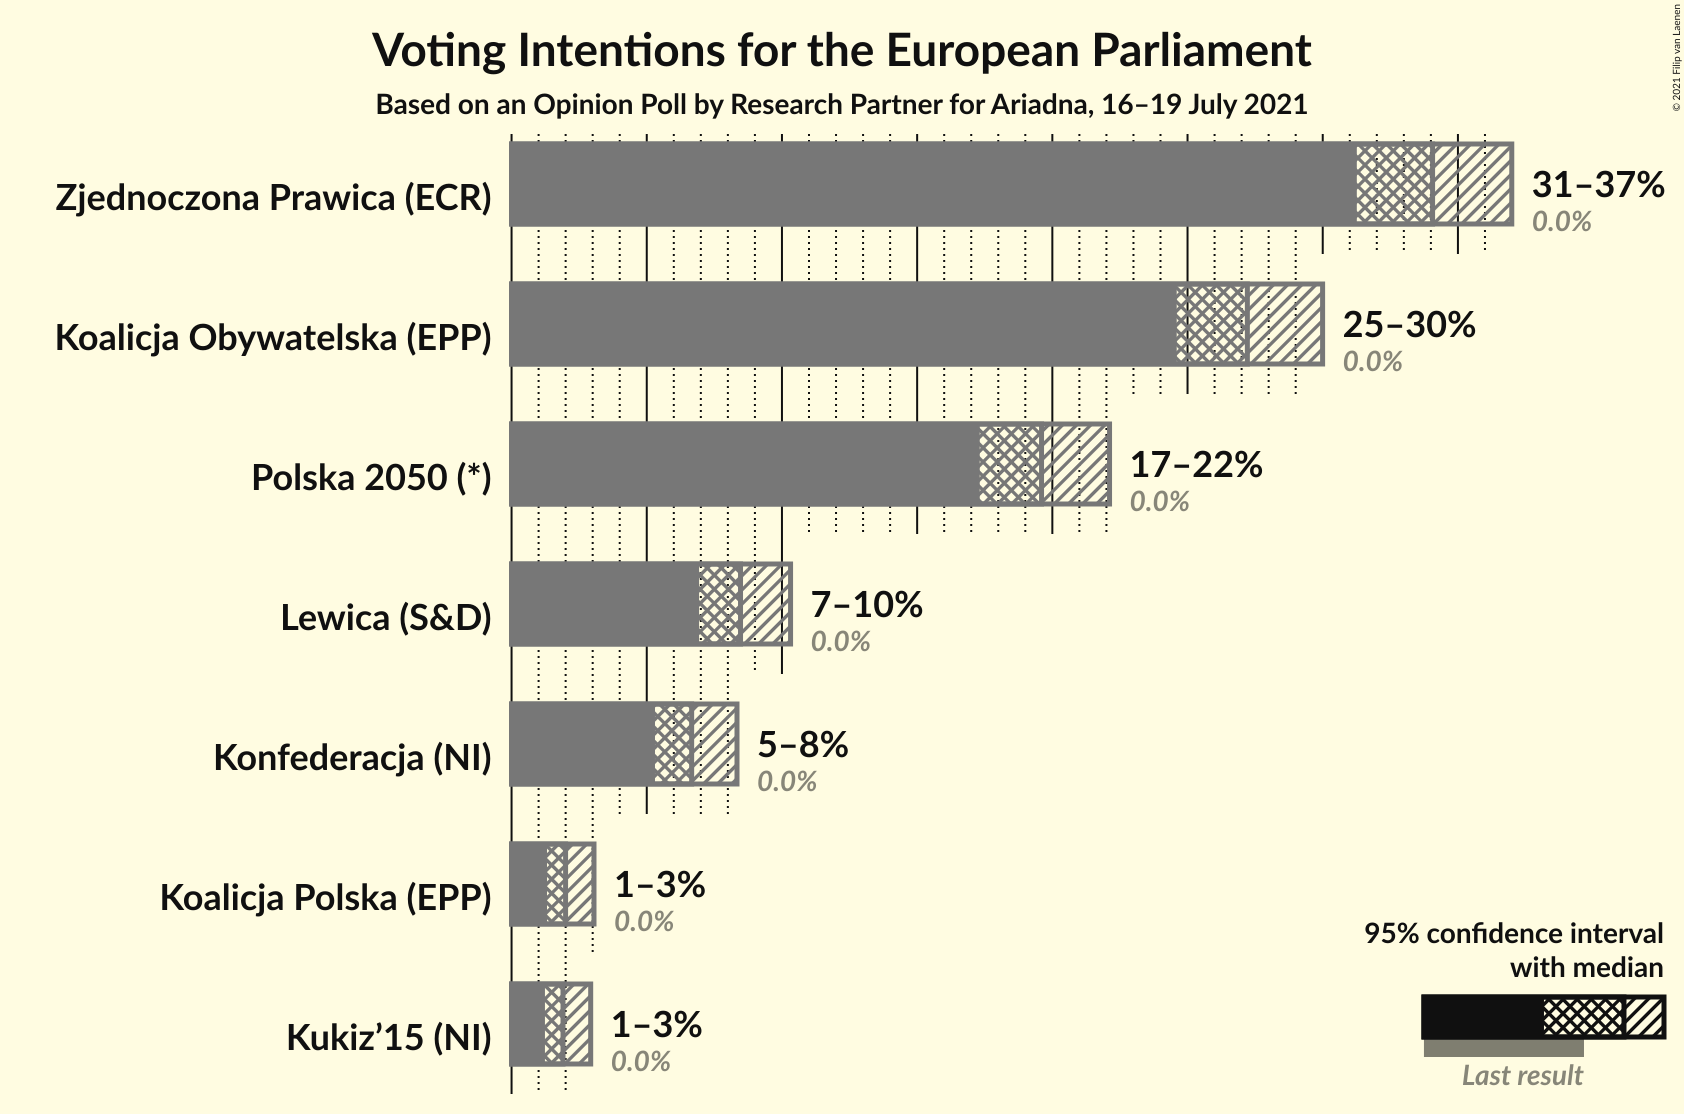 Voting Intentions for the European Parliament
Based on an Opinion Poll by Research Partner for Ariadna, 16–19 July 2021
© 2021 Filip van Laenen
Zjednoczona Prawica (ECR)
31–37%
0.0%
Koalicja Obywatelska (EPP)
25–30%
0.0%
Polska 2050 (*)
17–22%
0.0%
Lewica (S&D)
7–10%
0.0%
Konfederacja (NI)
5–8%
0.0%
Koalicja Polska (EPP)
1–3%
0.0%
Kukiz’15 (NI)
1–3%
0.0%
95% confidence interval
with median
Last result